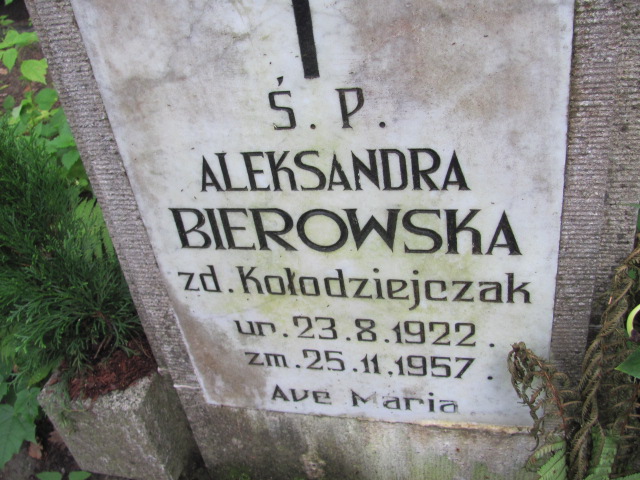 Ś. P.
ALEKSANDRA
BIEROWSKA
zd. Kołodziejczak
ur. 23.8.1922.
zm. 25.11.1957.
Ave Maria